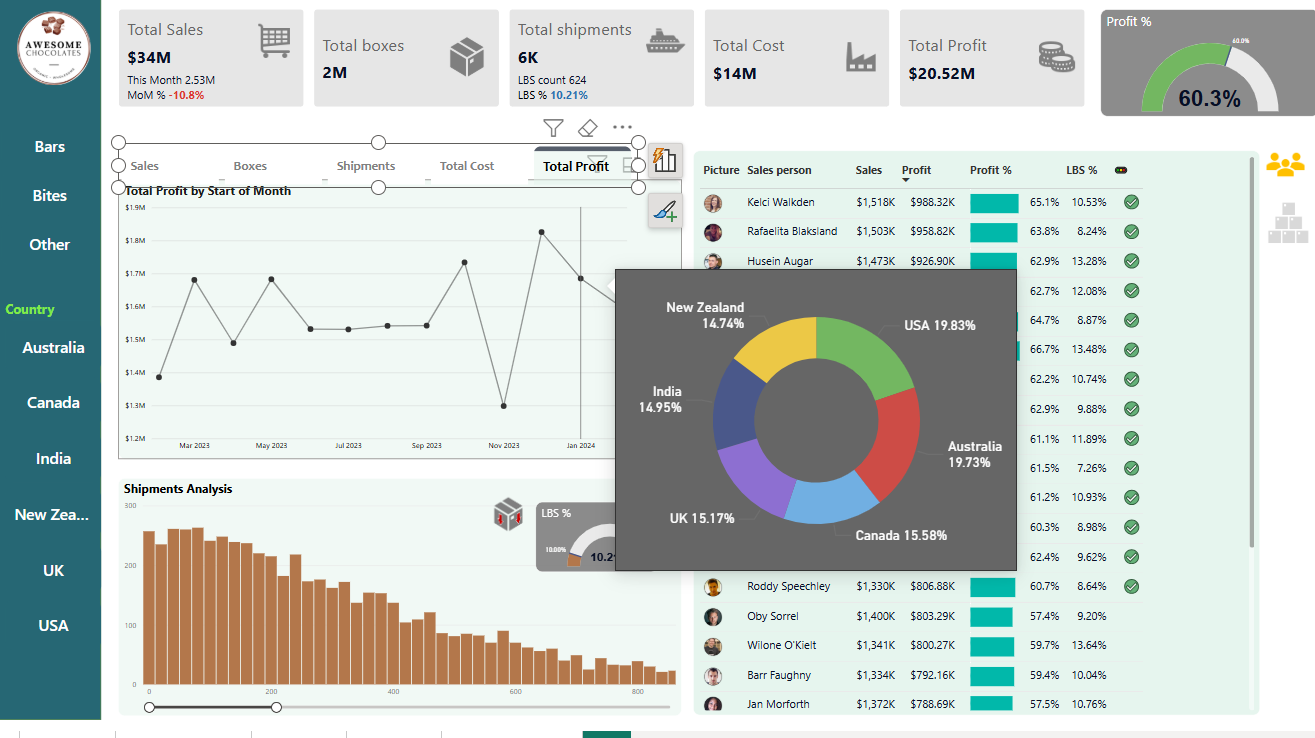 AWESOME
CHOCOLATES
Bars
Bites
Other
Country
Australia
Canada
India
New Zea...
UK
USA
Total Sales
$34M
This Month 2.53M
MoM % -10.8%
Total boxes
2M
Total shipments
6K
LBS count 624
LBS % 10.21%
Total Cost
$14M
Total Profit
$20.52M
Profit %
60.0%
60.3%
Sales Boxes Shipments Total Cost Total Profit
Total Profit by Start of Month
$1.9M
$1.8M
$1.7M
$1.6M
$1.5M
$1.4M
$1.3M
$1.2M
Mar 2023 May 2023 Jul 2023 Sep 2023 Nov 2023 Jan 2024
Shipments Analysis
300
200
100
0
0 200 400 600 800
LBS %
10.00%
10.2
New Zealand
14.74%
USA 19.83%
India
14.95%
Australia
19.73%
UK 15.17%
Canada 15.58%
Picture Sales person Sales Profit Profit % LBS %
Kelci Walkden $1,518K $988.32K 65.1% 10.53%
Rafaelita Blaksland $1,503K $958.82K 63.8% 8.24%
Husein Augar $1,473K $926.90K 62.9% 13.28%
62.7% 12.08%
64.7% 8.87%
66.7% 13.48%
62.2% 10.74%
62.9% 9.88%
61.1% 11.89%
61.5% 7.26%
61.2% 10.93%
60.3% 8.98%
62.4% 9.62%
Roddy Speechley $1,330K $806.88K 60.7% 8.64%
Oby Sorrel $1,400K $803.29K 57.4% 9.20%
Wilone O'Kielt $1,341K $800.27K 59.7% 13.64%
Barr Faughny $1,334K $792.16K 59.4% 10.04%
Jan Morforth $1,372K $788.69K 57.5% 10.76%